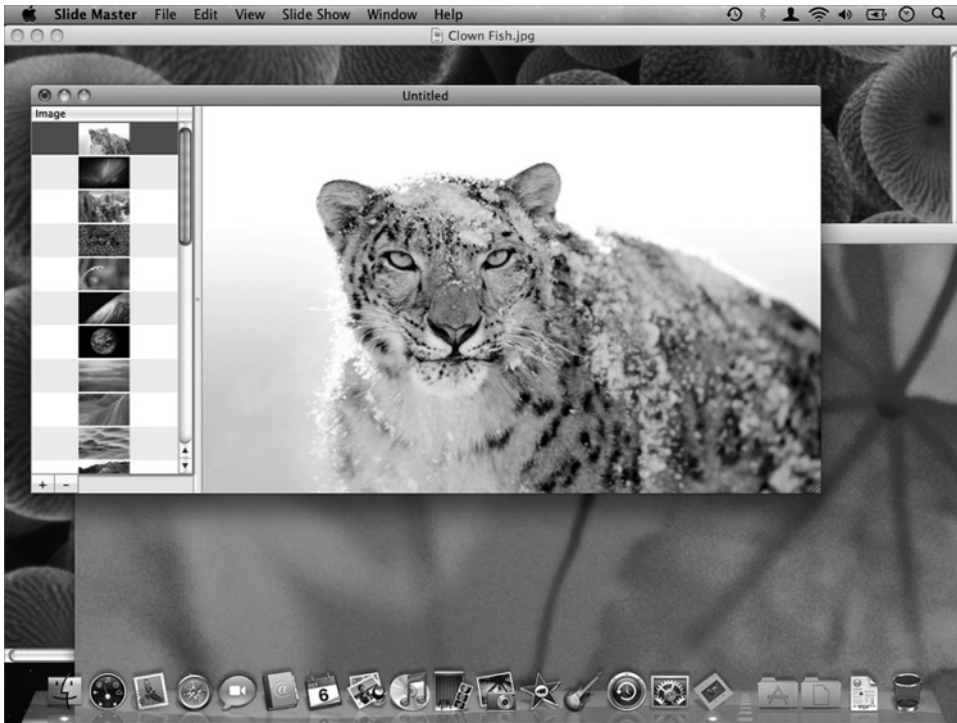 Slide Master File Edit View Slide Show Window Help
Clown Fish.jpg
Untitled
Image
+ −
6